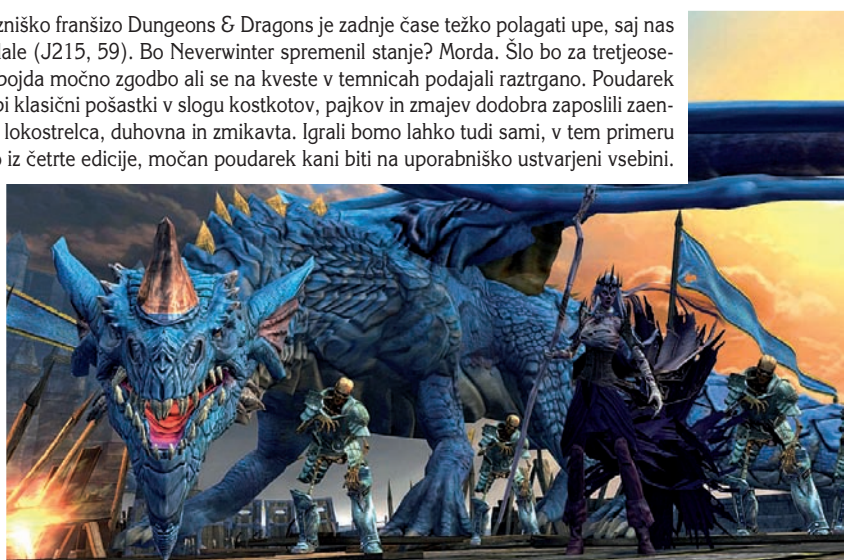 zniško franšizo Dungeons & Dragons je zadnje čase težko polagati upe, saj nas
dale (J215, 59). Bo Neverwinter spremenil stanje? Morda. Šlo bo za tretjeose-
bojda močno zgodbo ali se na kveste v temnicah podajali raztrgano. Poudarek
bi klasični pošastki v slogu kostkotov, pajkov in zmajev dodobra zaposlili zaen-
lokostrelca, duhovna in zmikavta. Igrali bomo lahko tudi sami, v tem primeru
o iz četrte edicije, močan poudarek kani biti na uporabniško ustvarjeni vsebini.